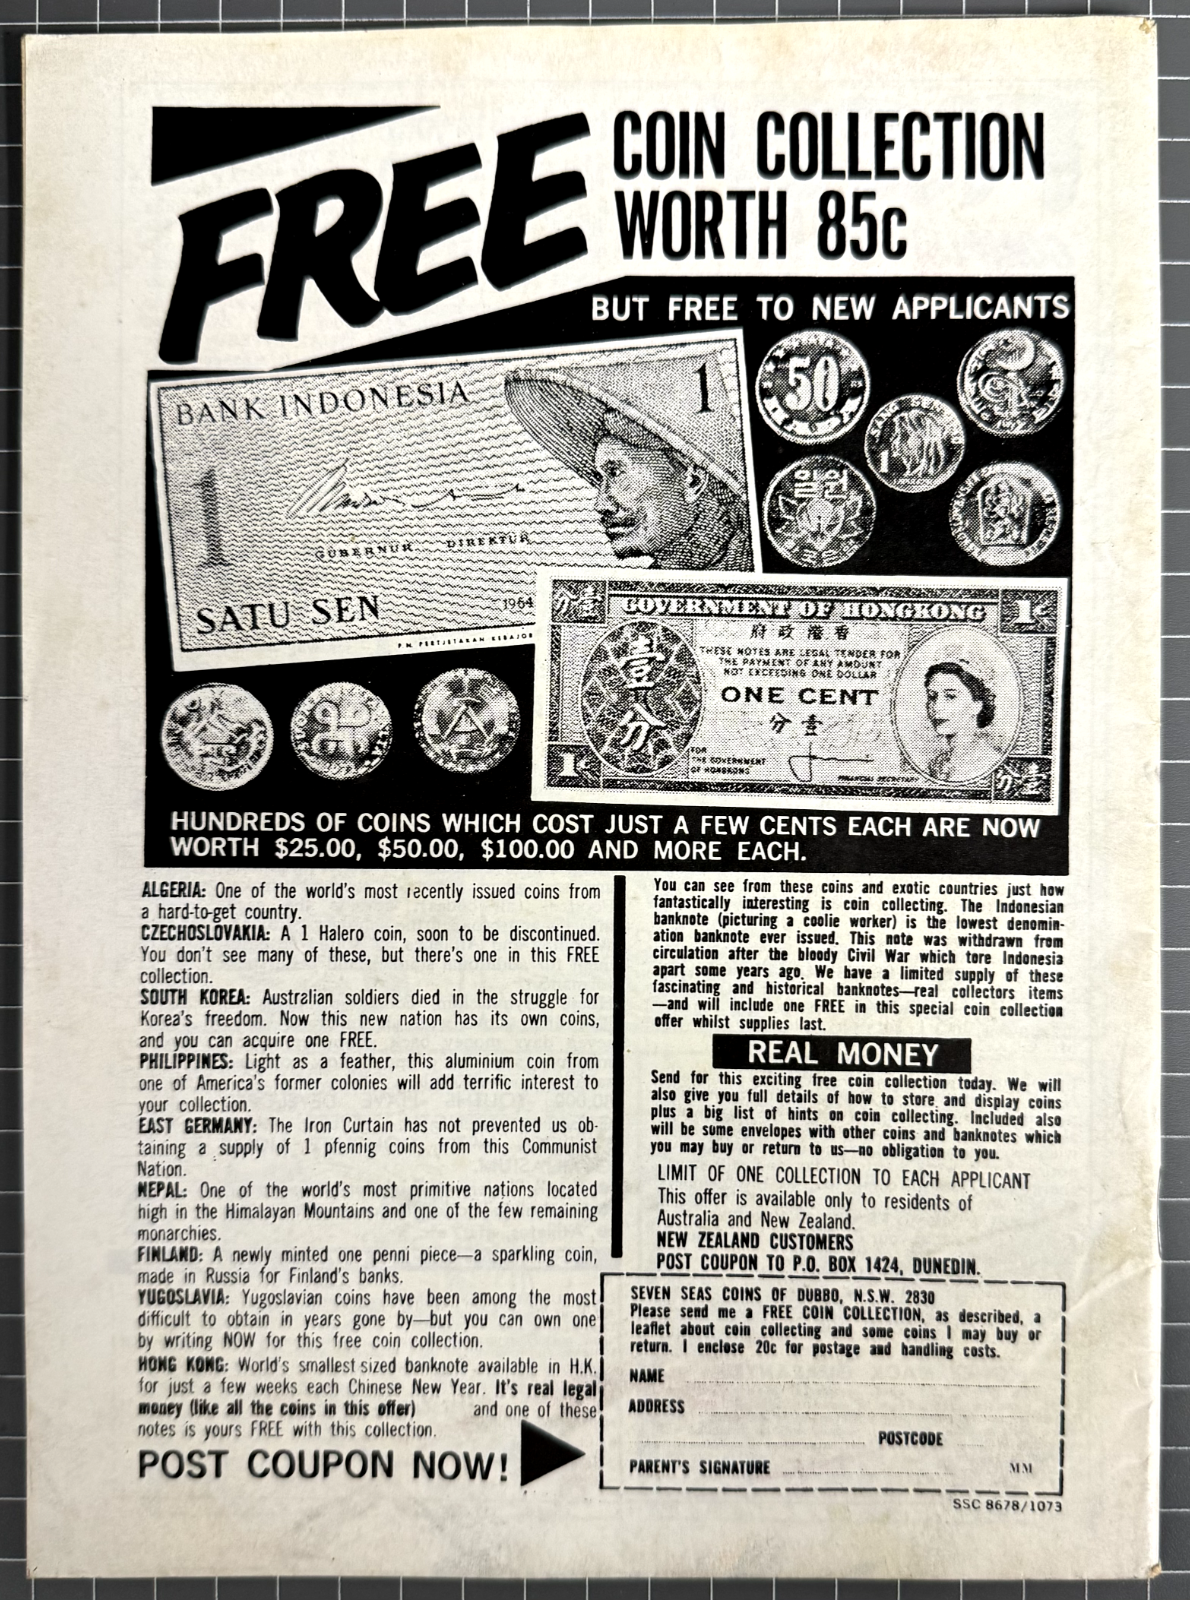 FREE
COIN COLLECTION
WORTH 85c
BUT FREE TO NEW APPLICANTS
BANK INDONESIA
1
1
GUBERNUR DIREKTUR
SATU SEN
1964
50
SANG SEN
1
일원
GOVERNMENT OF HONGKONG
1c
分壹
府政港香
THESE NOTES ARE LEGAL TENDER FOR
THE PAYMENT OF ANY AMOUNT
NOT EXCEEDING ONE DOLLAR
壹
分
ONE CENT
分壹
FOR
THE GOVERNMENT
OF HONGKONG
FINANCIAL SECRETARY
1c
分壹
HUNDREDS OF COINS WHICH COST JUST A FEW CENTS EACH ARE NOW
WORTH $25.00, $50.00, $100.00 AND MORE EACH.
ALGERIA: One of the world's most recently issued coins from
a hard-to-get country.
CZECHOSLOVAKIA: A 1 Halero coin, soon to be discontinued.
You don't see many of these, but there's one in this FREE
collection.
SOUTH KOREA: Australian soldiers died in the struggle for
Korea's freedom. Now this new nation has its own coins,
and you can acquire one FREE.
PHILIPPINES: Light as a feather, this aluminium coin from
one of America's former colonies will add terrific interest to
your collection.
EAST GERMANY: The Iron Curtain has not prevented us ob-
taining a supply of 1 pfennig coins from this Communist
Nation.
NEPAL: One of the world's most primitive nations located
high in the Himalayan Mountains and one of the few remaining
monarchies.
FINLAND: A newly minted one penni piece—a sparkling coin,
made in Russia for Finland's banks.
YUGOSLAVIA: Yugoslavian coins have been among the most
difficult to obtain in years gone by—but you can own one
by writing NOW for this free coin collection.
HONG KONG: World's smallest sized banknote available in H.K.
for just a few weeks each Chinese New Year. It's real legal
money (like all the coins in this offer) and one of these
notes is yours FREE with this collection.
POST COUPON NOW!
You can see from these coins and exotic countries just how
fantastically interesting is coin collecting. The Indonesian
banknote (picturing a coolie worker) is the lowest denomin-
ation banknote ever issued. This note was withdrawn from
circulation after the bloody Civil War which tore Indonesia
apart some years ago. We have a limited supply of these
fascinating and historical banknotes—real collectors items
—and will include one FREE in this special coin collection
offer whilst supplies last.
REAL MONEY
Send for this exciting free coin collection today. We will
also give you full details of how to store and display coins
plus a big list of hints on coin collecting. Included also
will be some envelopes with other coins and banknotes which
you may buy or return to us—no obligation to you.
LIMIT OF ONE COLLECTION TO EACH APPLICANT
This offer is available only to residents of
Australia and New Zealand.
NEW ZEALAND CUSTOMERS
POST COUPON TO P.O. BOX 1424, DUNEDIN.
SEVEN SEAS COINS OF DUBBO, N.S.W. 2830
Please send me a FREE COIN COLLECTION, as described, a
leaflet about coin collecting and some coins I may buy or
return. I enclose 20c for postage and handling costs.
NAME
ADDRESS
POSTCODE
PARENT'S SIGNATURE MM
SSC 8678/1073